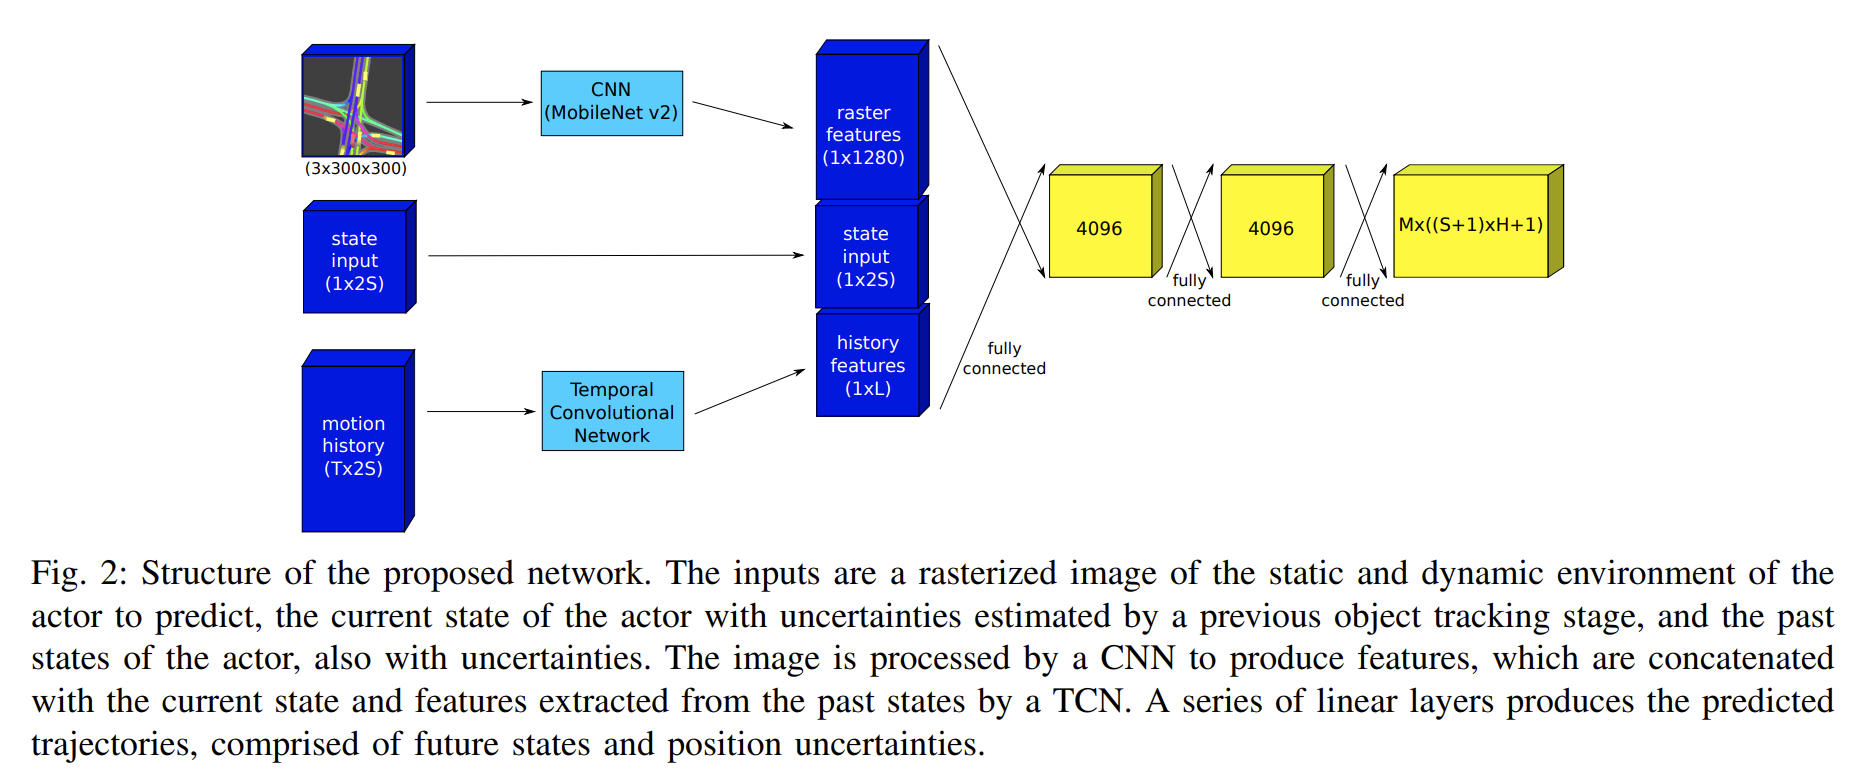 (3x300x300)
CNN
(MobileNet v2)
raster
features
(1x1280)
state
input
(1x2S)
state
input
(1x2S)
motion
history
(Tx2S)
Temporal
Convolutional
Network
history
features
(1xL)
fully
connected
4096
fully
connected
4096
fully
connected
Mx((S+1)xH+1)
Fig. 2: Structure of the proposed network. The inputs are a rasterized image of the static and dynamic environment of the
actor to predict, the current state of the actor with uncertainties estimated by a previous object tracking stage, and the past
states of the actor, also with uncertainties. The image is processed by a CNN to produce features, which are concatenated
with the current state and features extracted from the past states by a TCN. A series of linear layers produces the predicted
trajectories, comprised of future states and position uncertainties.